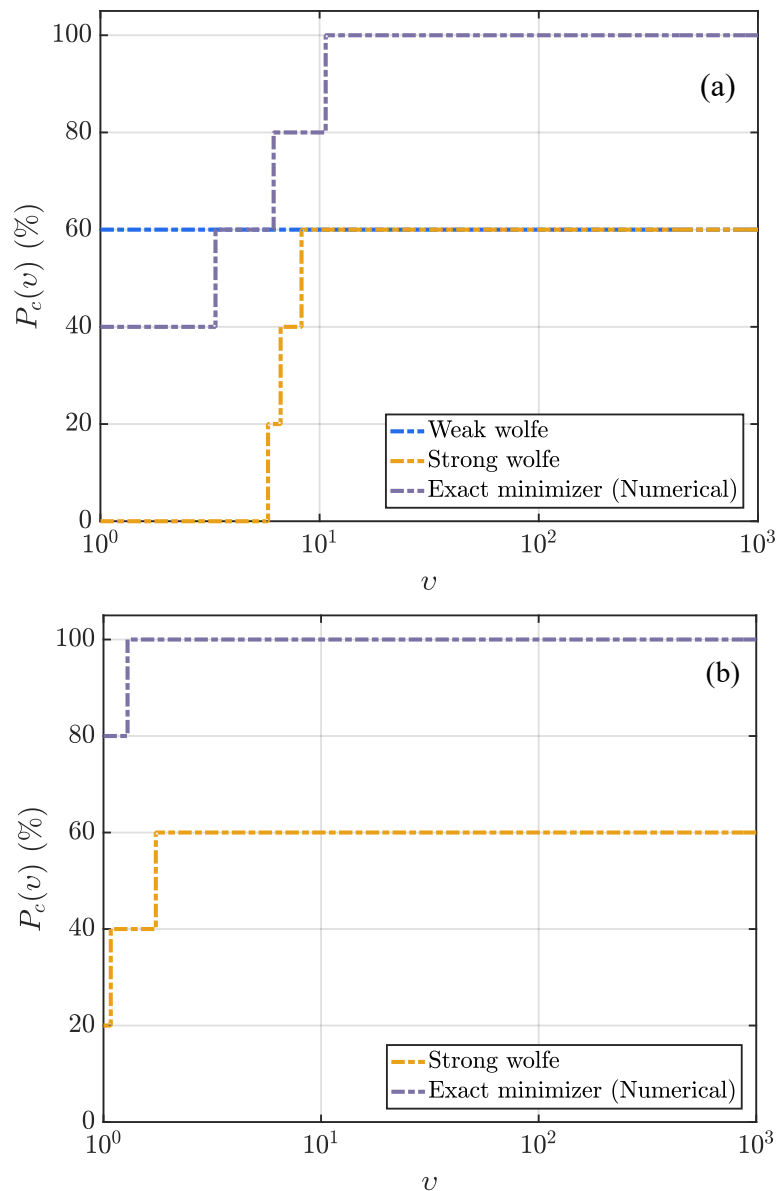 100
(a)
80
60
40
20
0
P_c(υ) (%)
Weak wolfe
Strong wolfe
Exact minimizer (Numerical)
10^0 10^1 10^2 10^3
υ
100
(b)
80
60
40
20
0
P_c(υ) (%)
Strong wolfe
Exact minimizer (Numerical)
10^0 10^1 10^2 10^3
υ